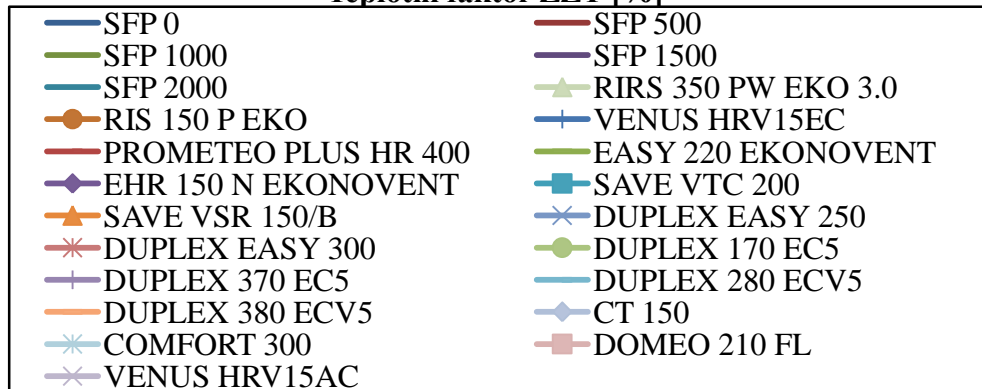 SFP 0 SFP 500
SFP 1000 SFP 1500
SFP 2000 RIRS 350 PW EKO 3.0
RIS 150 P EKO VENUS HRV15EC
PROMETEO PLUS HR 400 EASY 220 EKONOVENT
EHR 150 N EKONOVENT SAVE VTC 200
SAVE VSR 150/B DUPLEX EASY 250
DUPLEX EASY 300 DUPLEX 170 EC5
DUPLEX 370 EC5 DUPLEX 280 ECV5
DUPLEX 380 ECV5 CT 150
COMFORT 300 DOMEO 210 FL
VENUS HRV15AC